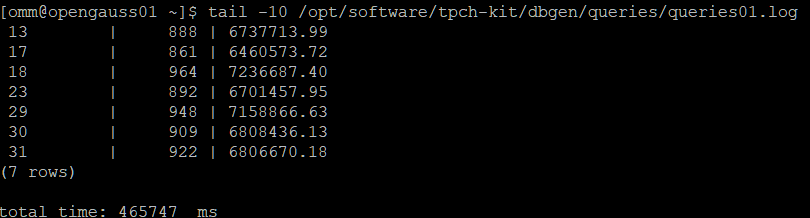 [omm@opengauss01 ~]$ tail -10 /opt/software/tpch-kit/dbgen/queries/queries01.log
13 | 888 | 6737713.99
17 | 861 | 6460573.72
18 | 964 | 7236687.40
23 | 892 | 6701457.95
29 | 948 | 7158866.63
30 | 909 | 6808436.13
31 | 922 | 6806670.18
(7 rows)
total time: 465747 ms